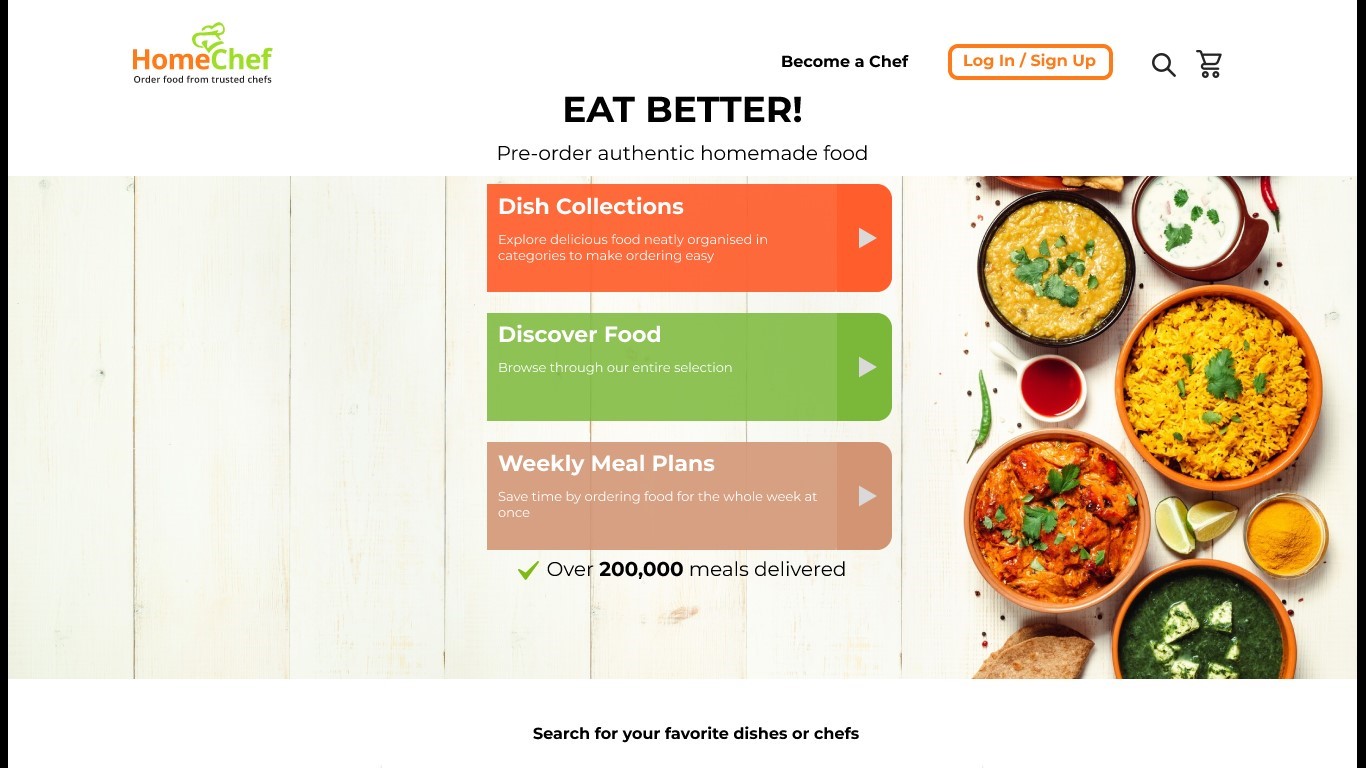 HomeChef
Order food from trusted chefs
Become a Chef
Log In / Sign Up
EAT BETTER!
Pre-order authentic homemade food
Dish Collections
Explore delicious food neatly organised in
categories to make ordering easy
Discover Food
Browse through our entire selection
Weekly Meal Plans
Save time by ordering food for the whole week at
once
Over 200,000 meals delivered
Search for your favorite dishes or chefs